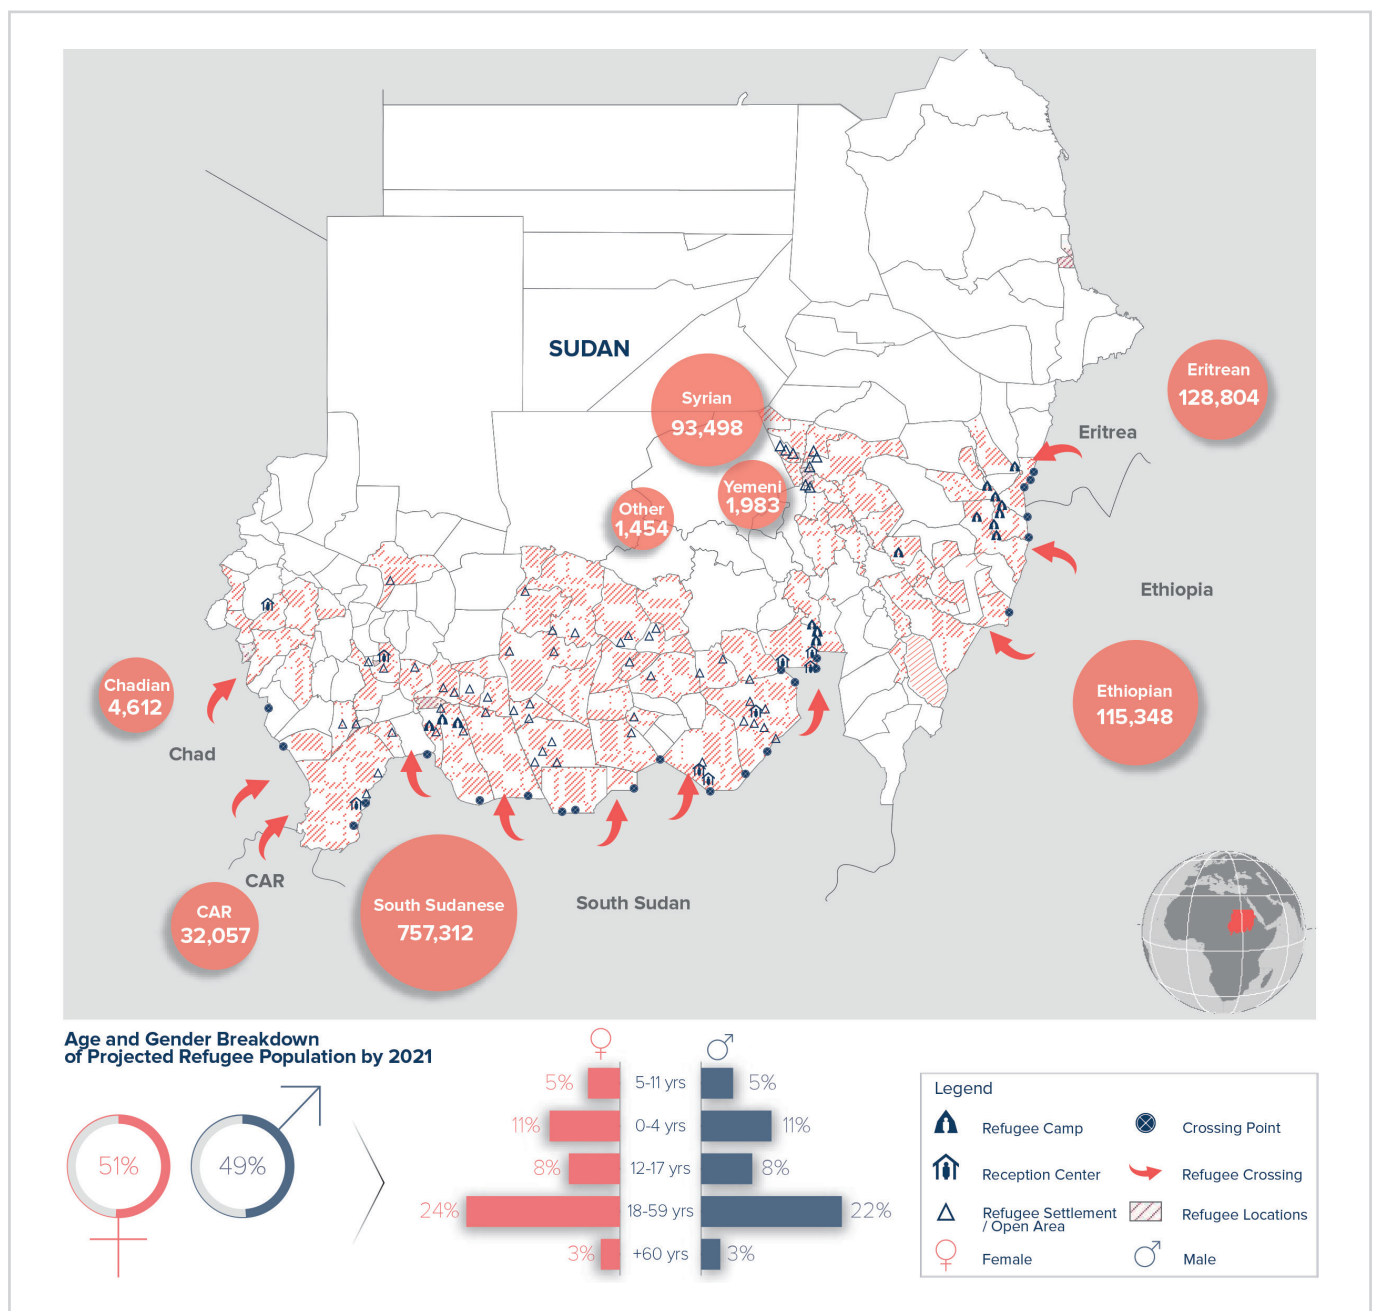 SUDAN
Syrian
93,498
Eritrean
128,804
Eritrea
Yemeni
1,983
Other
1,454
Ethiopia
Chadian
4,612
Chad
Ethiopian
115,348
CAR
CAR
32,057
South Sudanese
757,312
South Sudan
Age and Gender Breakdown
of Projected Refugee Population by 2021
51%
49%
5% 5-11 yrs 5%
11% 0-4 yrs 11%
8% 12-17 yrs 8%
24% 18-59 yrs 22%
3% +60 yrs 3%
Legend
Refugee Camp
Crossing Point
Reception Center
Refugee Crossing
Refugee Settlement
/ Open Area
Refugee Locations
Female
Male